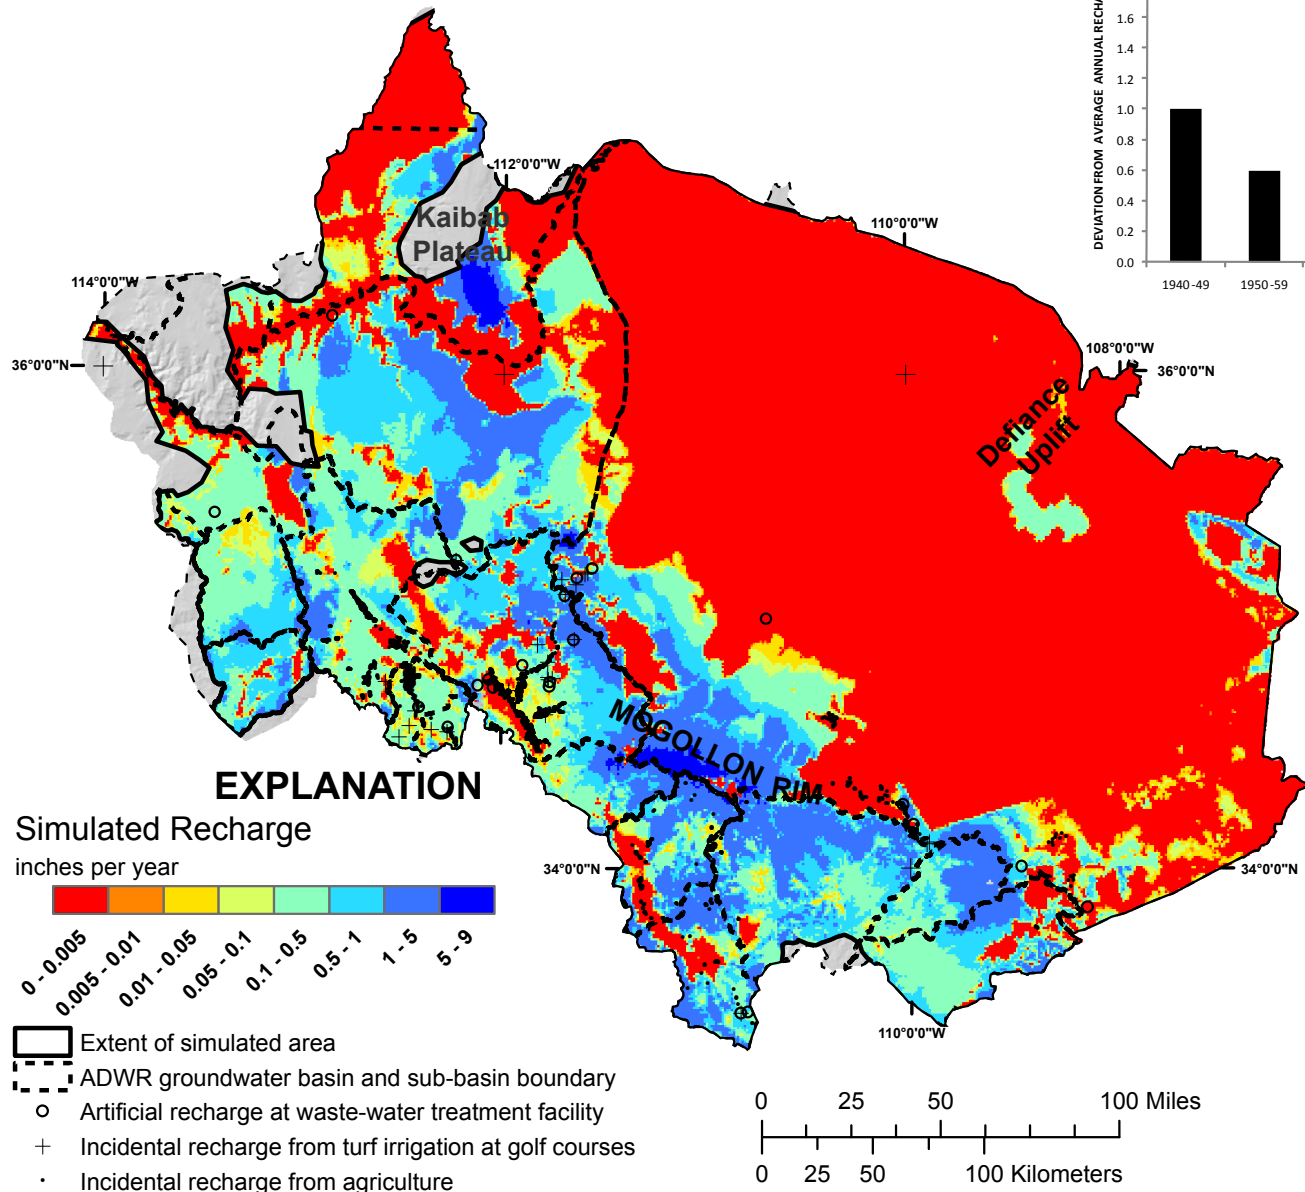 DEVIATION FROM AVERAGE ANNUAL
1.6
1.4
1.2
1.0
0.8
0.6
0.4
0.2
0.0
1940-49
1950-59
112°0'0"W
Kaibab
Plateau
110°0'0"W
114°0'0"W
108°0'0"W
36°0'0"N
36°0'0"N
Defiance
Uplift
MOGOLLON RIM
34°0'0"N
34°0'0"N
110°0'0"W
EXPLANATION
Simulated Recharge
inches per year
0 - 0.005
0.005 - 0.01
0.01 - 0.05
0.05 - 0.1
0.1 - 0.5
0.5 - 1
1 - 5
5 - 9
Extent of simulated area
ADWR groundwater basin and sub-basin boundary
Artificial recharge at waste-water treatment facility
Incidental recharge from turf irrigation at golf courses
Incidental recharge from agriculture
0 25 50 100 Miles
0 25 50 100 Kilometers